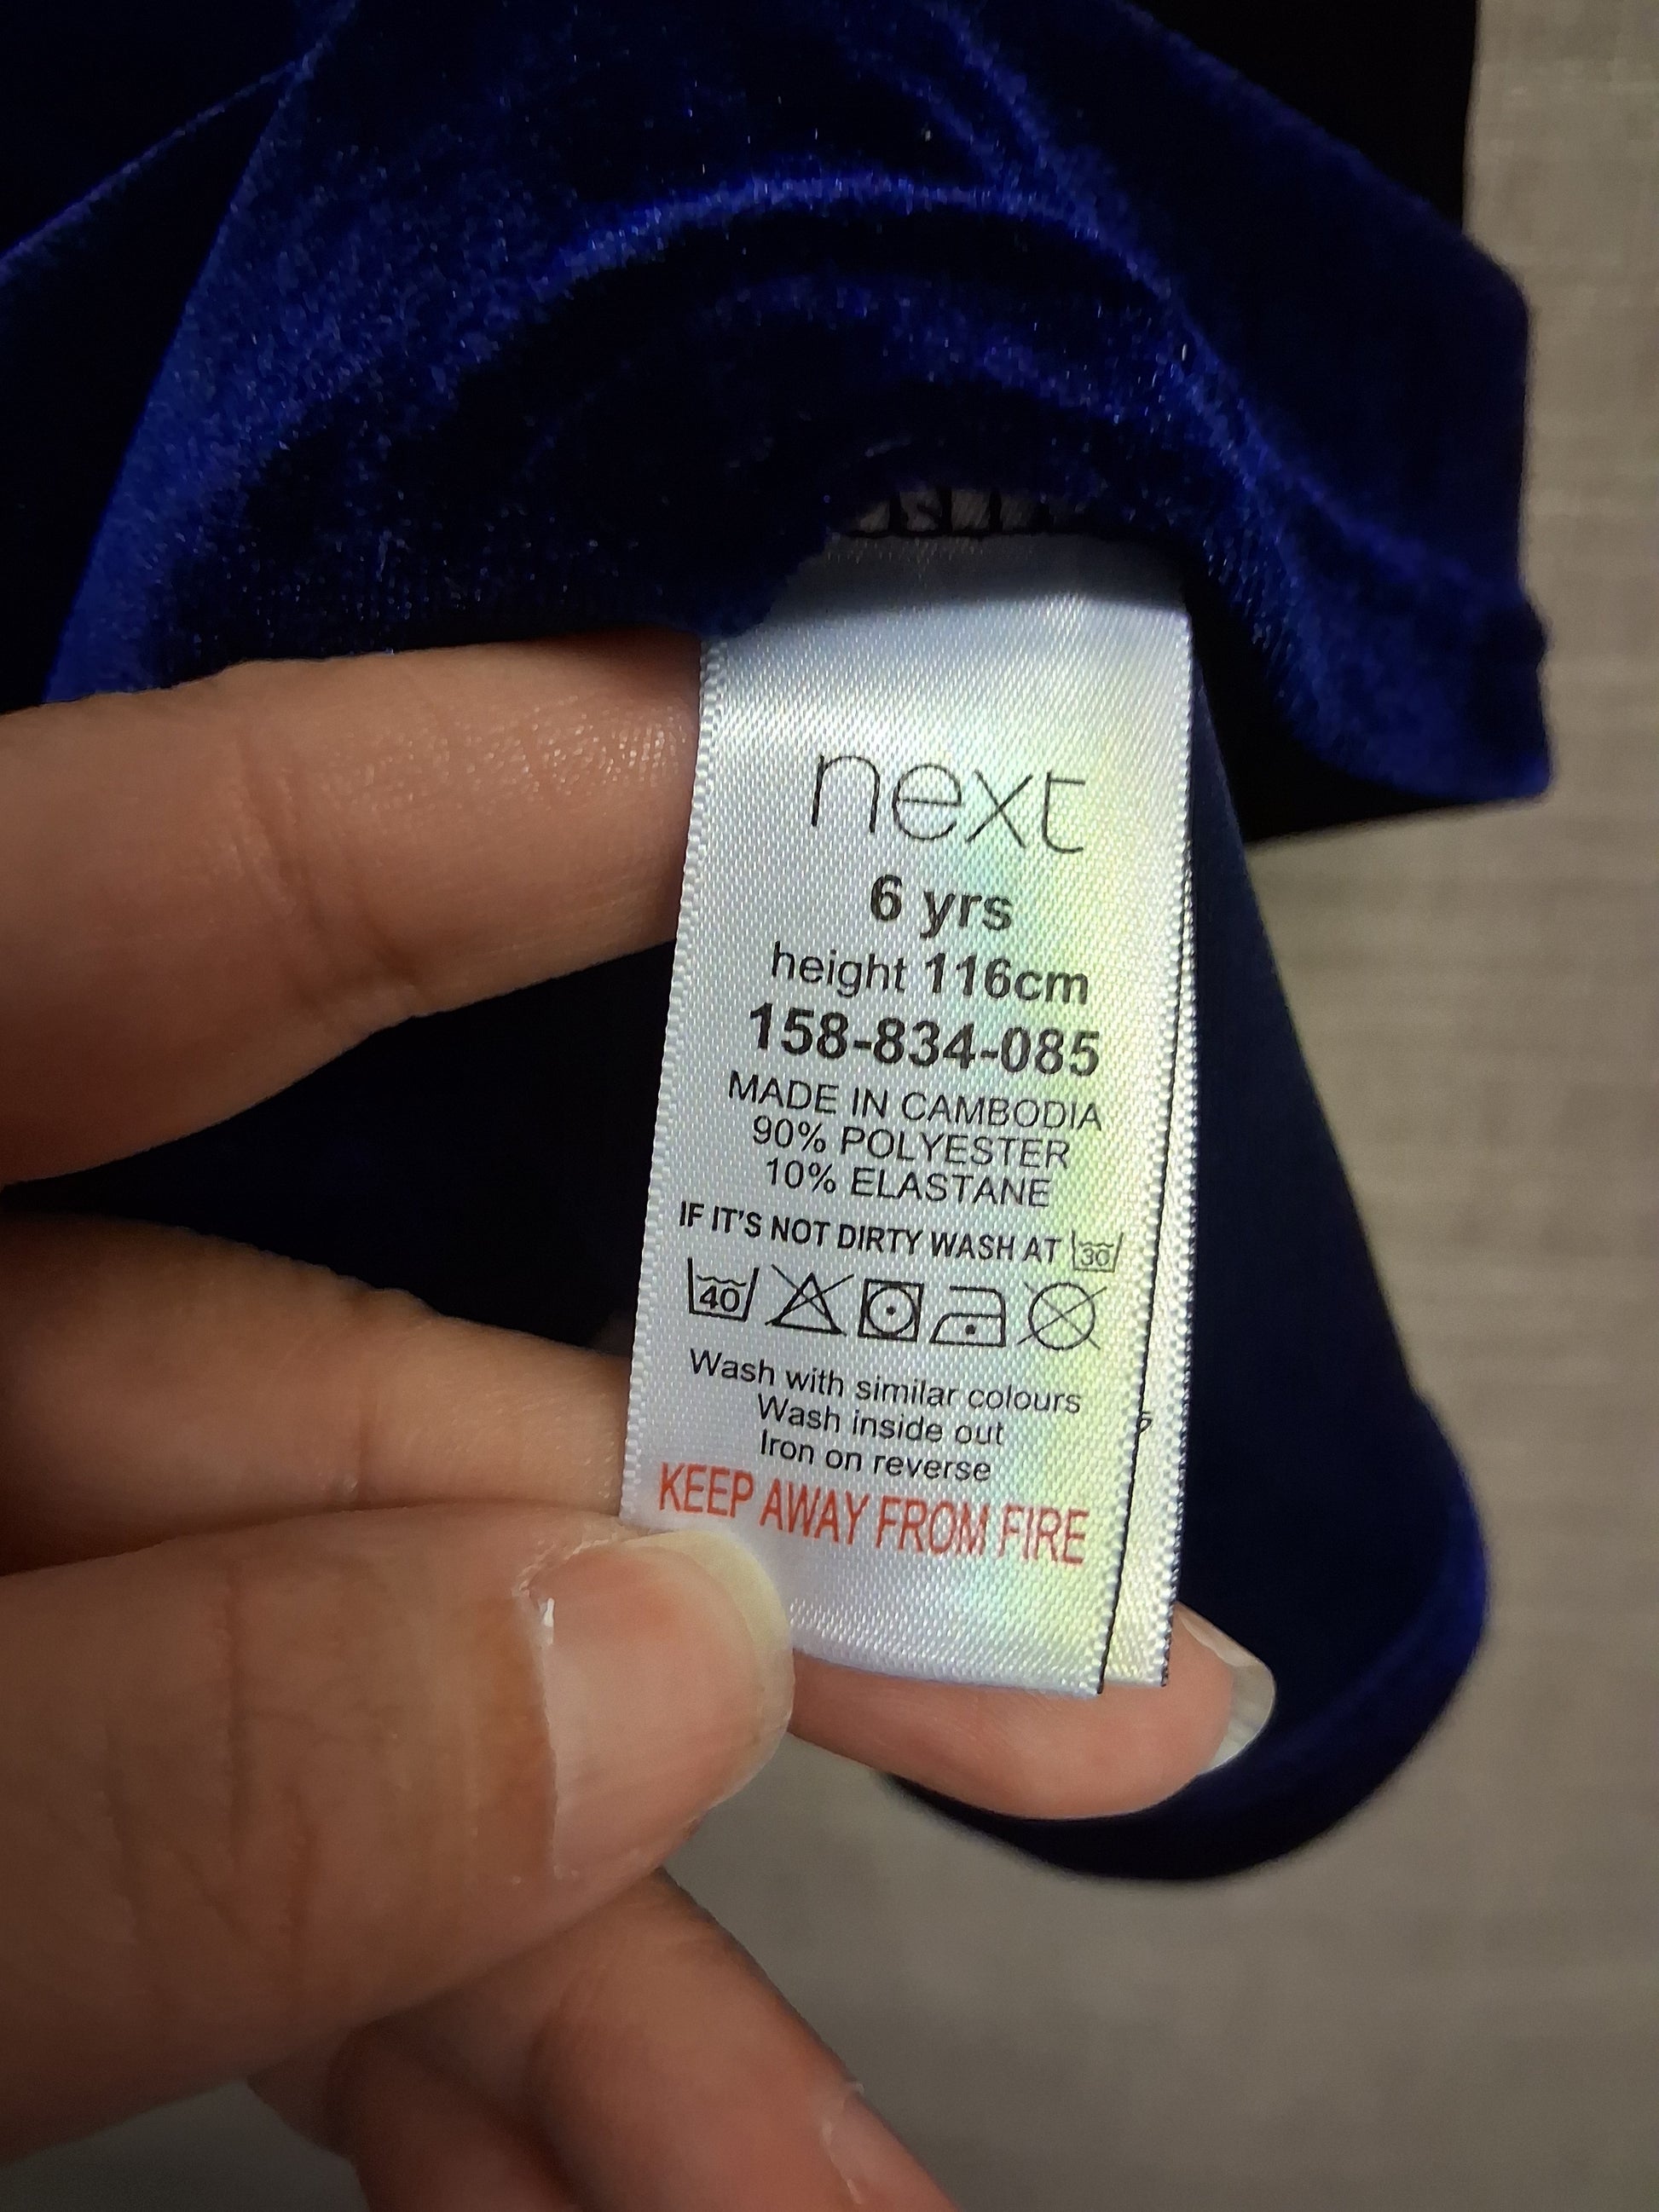 next
6 yrs
height 116cm
158-834-085
MADE IN CAMBODIA
90% POLYESTER
10% ELASTANE
IF IT'S NOT DIRTY WASH AT 30
40
Wash with similar colours
Wash inside out
Iron on reverse
KEEP AWAY FROM FIRE